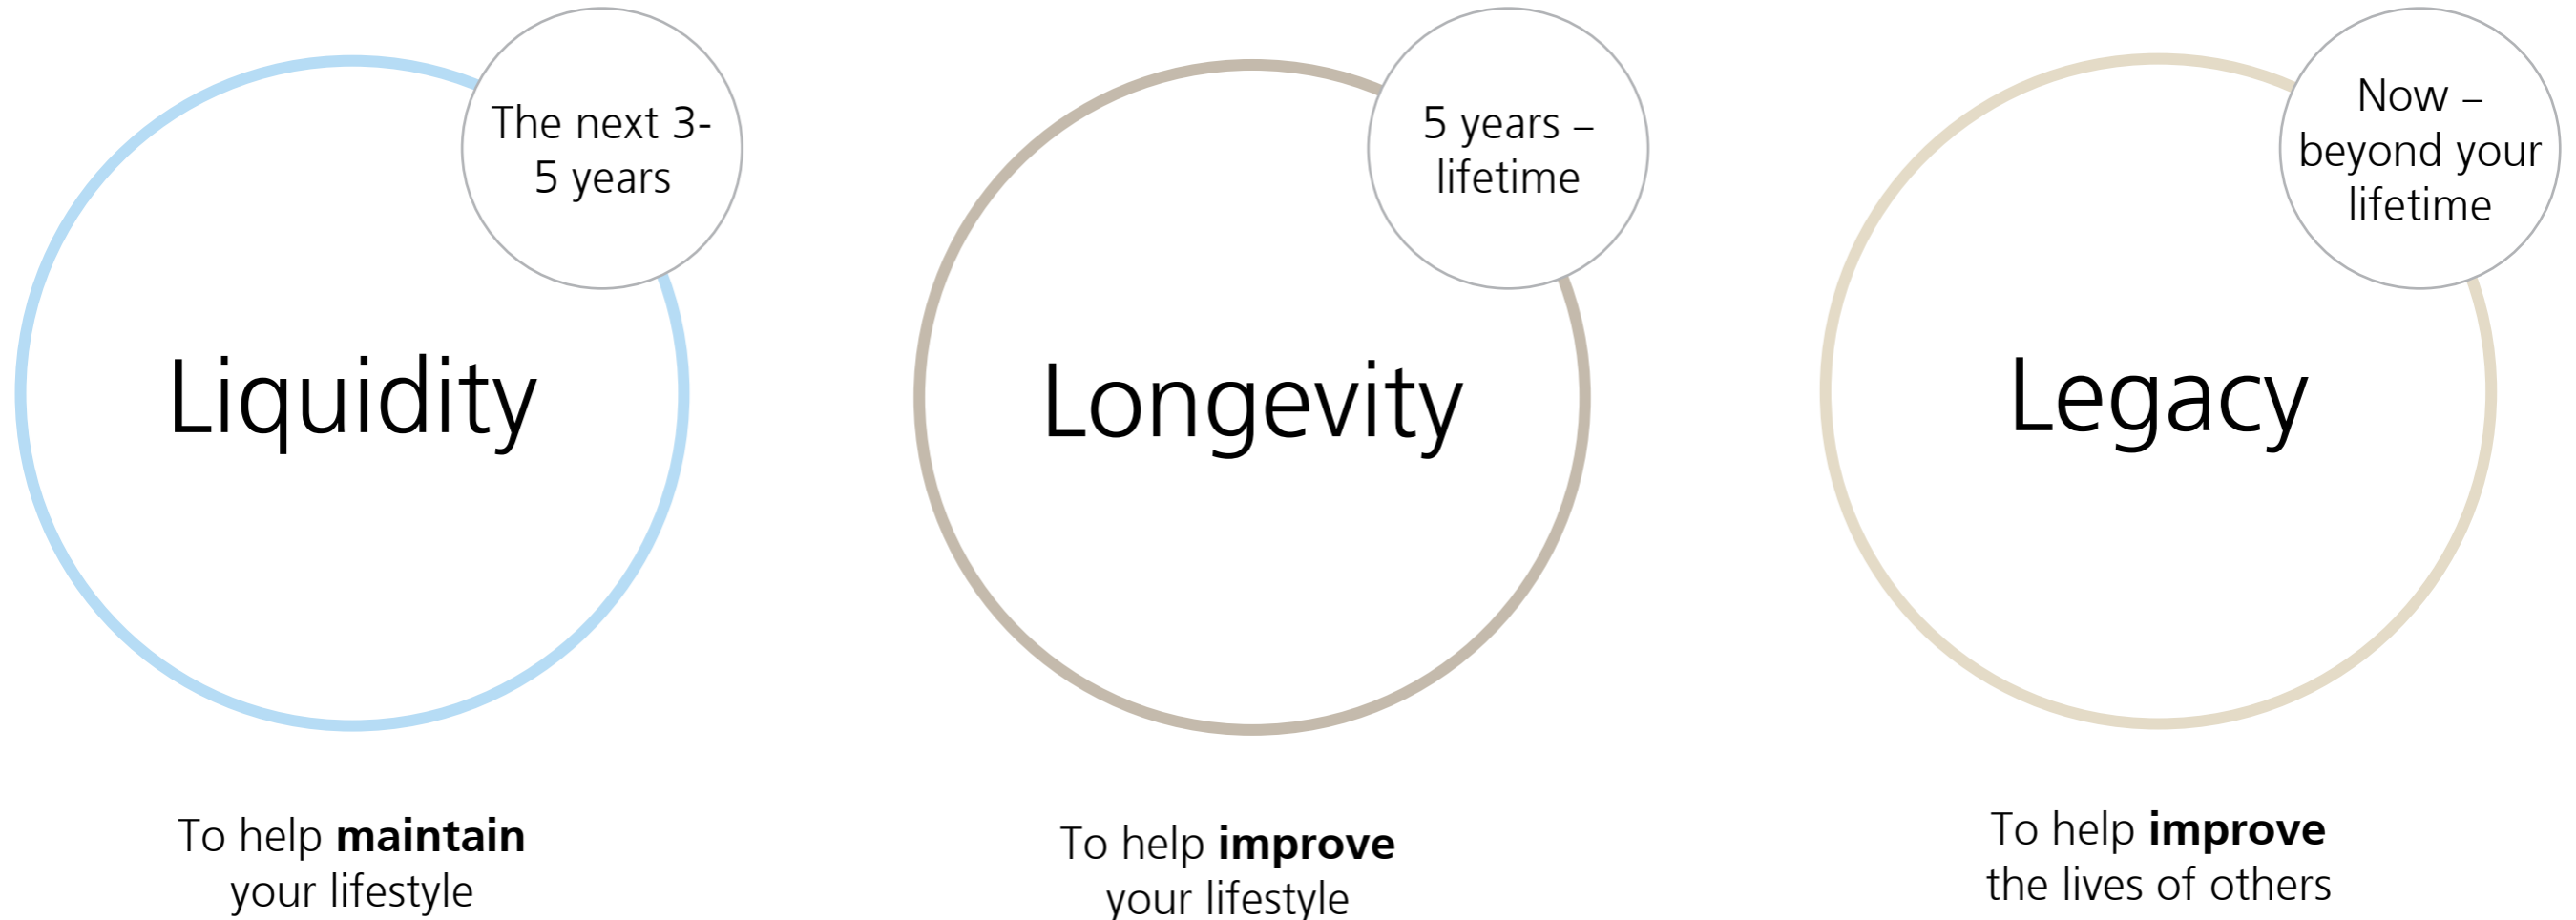 The next 3-
5 years
Liquidity
To help maintain
your lifestyle
5 years –
lifetime
Longevity
To help improve
your lifestyle
Now –
beyond your
lifetime
Legacy
To help improve
the lives of others